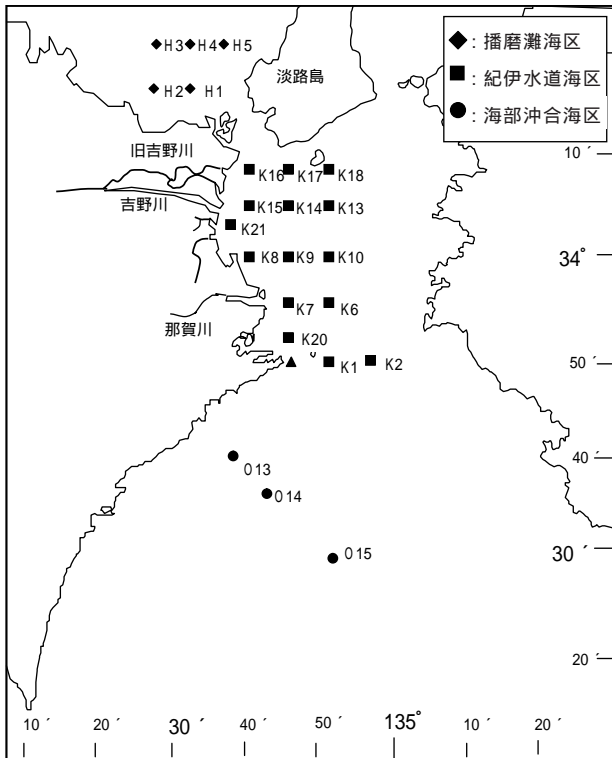 ◆: 播磨灘海区
■: 紀伊水道海区
●: 海部沖合海区
H3 H4 H5
淡路島
H2 H1
旧吉野川
10´
K16 K17 K18
吉野川
K15 K14 K13
K21
34°
K8 K9 K10
那賀川
K7 K6
K20
50´
K1 K2
40´
O13
O14
30´
O15
20´
10´ 20´ 30´ 40´ 50´ 135° 10´ 20´